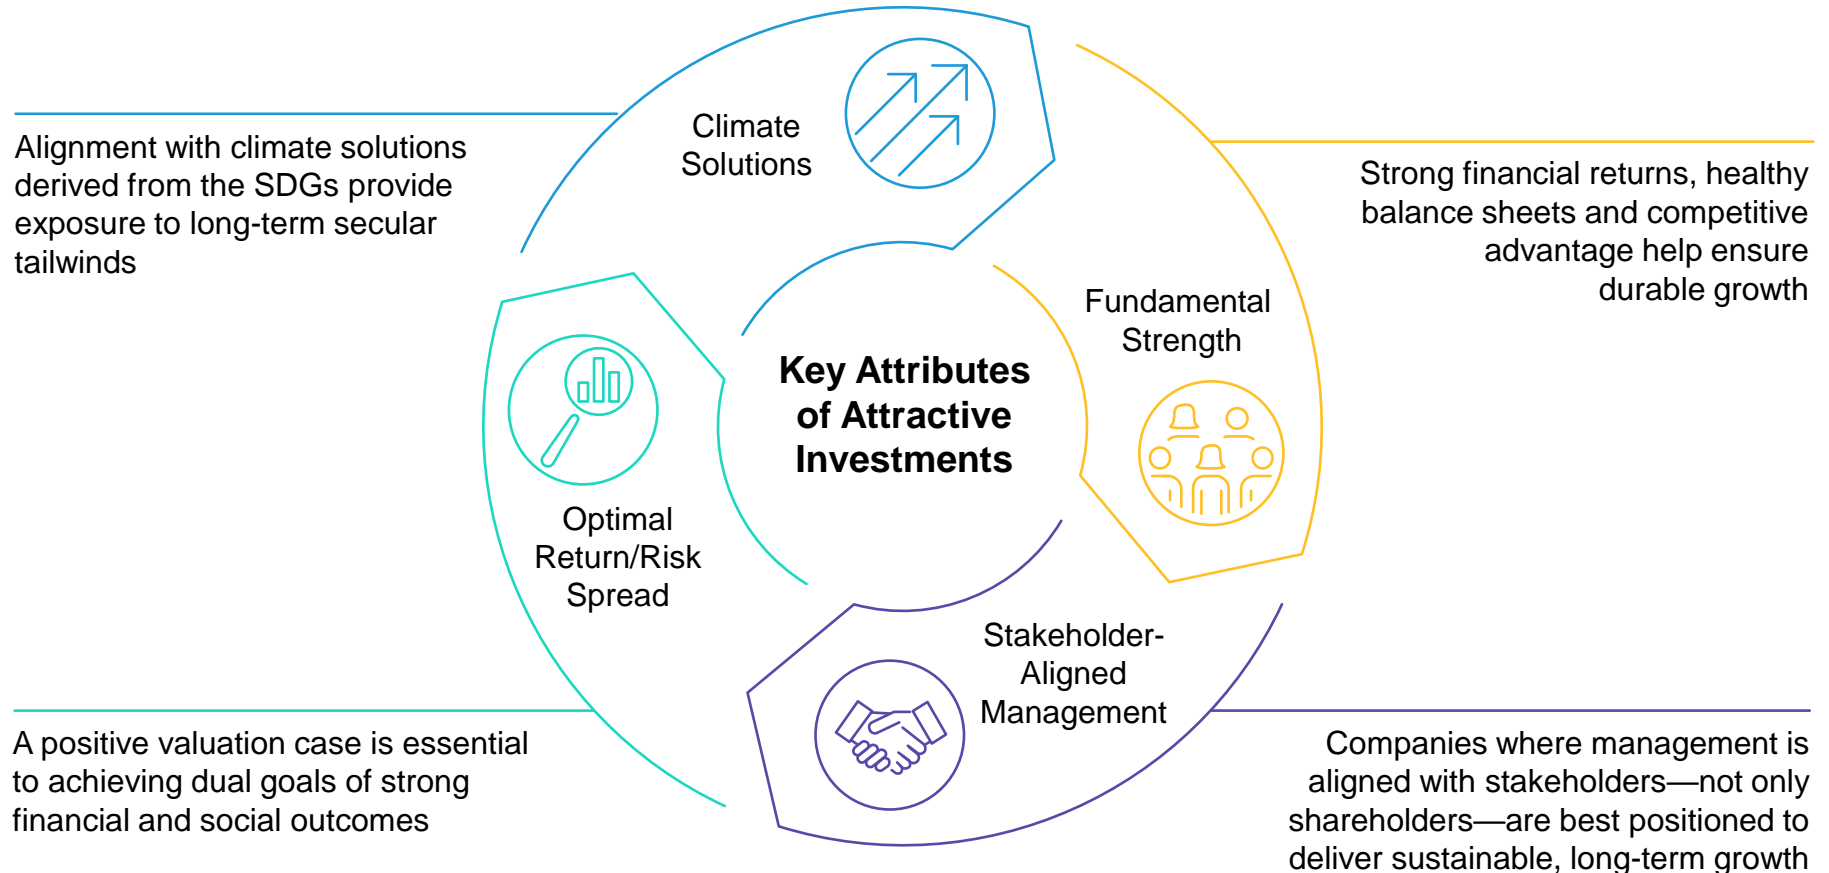 Climate
Solutions
Alignment with climate solutions
derived from the SDGs provide
exposure to long-term secular
tailwinds
Strong financial returns, healthy
balance sheets and competitive
advantage help ensure
durable growth
Fundamental
Strength
Key Attributes
of Attractive
Investments
Optimal
Return/Risk
Spread
Stakeholder-
Aligned
Management
A positive valuation case is essential
to achieving dual goals of strong
financial and social outcomes
Companies where management is
aligned with stakeholders—not only
shareholders—are best positioned to
deliver sustainable, long-term growth